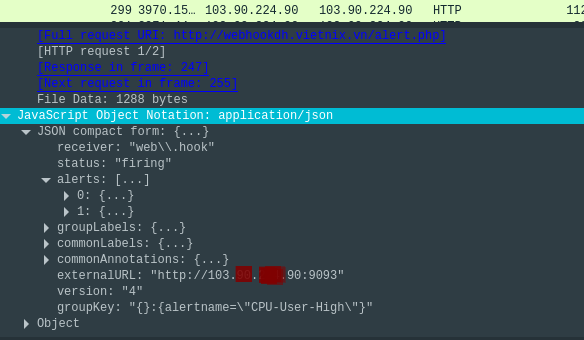 299 3970.15… 103.90.224.90 103.90.224.90 HTTP 112
[Full request URI: http://webhookdh.vietnix.vn/alert.php]
[HTTP request 1/2]
[Response in frame: 247]
[Next request in frame: 255]
File Data: 1288 bytes
JavaScript Object Notation: application/json
JSON compact form: {...}
receiver: "web\\.hook"
status: "firing"
alerts: [...]
0: {...}
1: {...}
groupLabels: {...}
commonLabels: {...}
commonAnnotations: {...}
externalURL: "http://103. . .90:9093"
version: "4"
groupKey: "{}:{alertname=\"CPU-User-High\"}"
Object